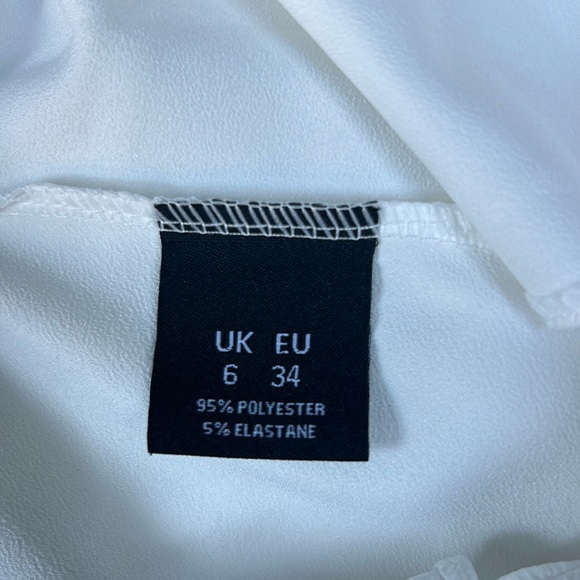 UK EU
6 34
95% POLYESTER
5% ELASTANE